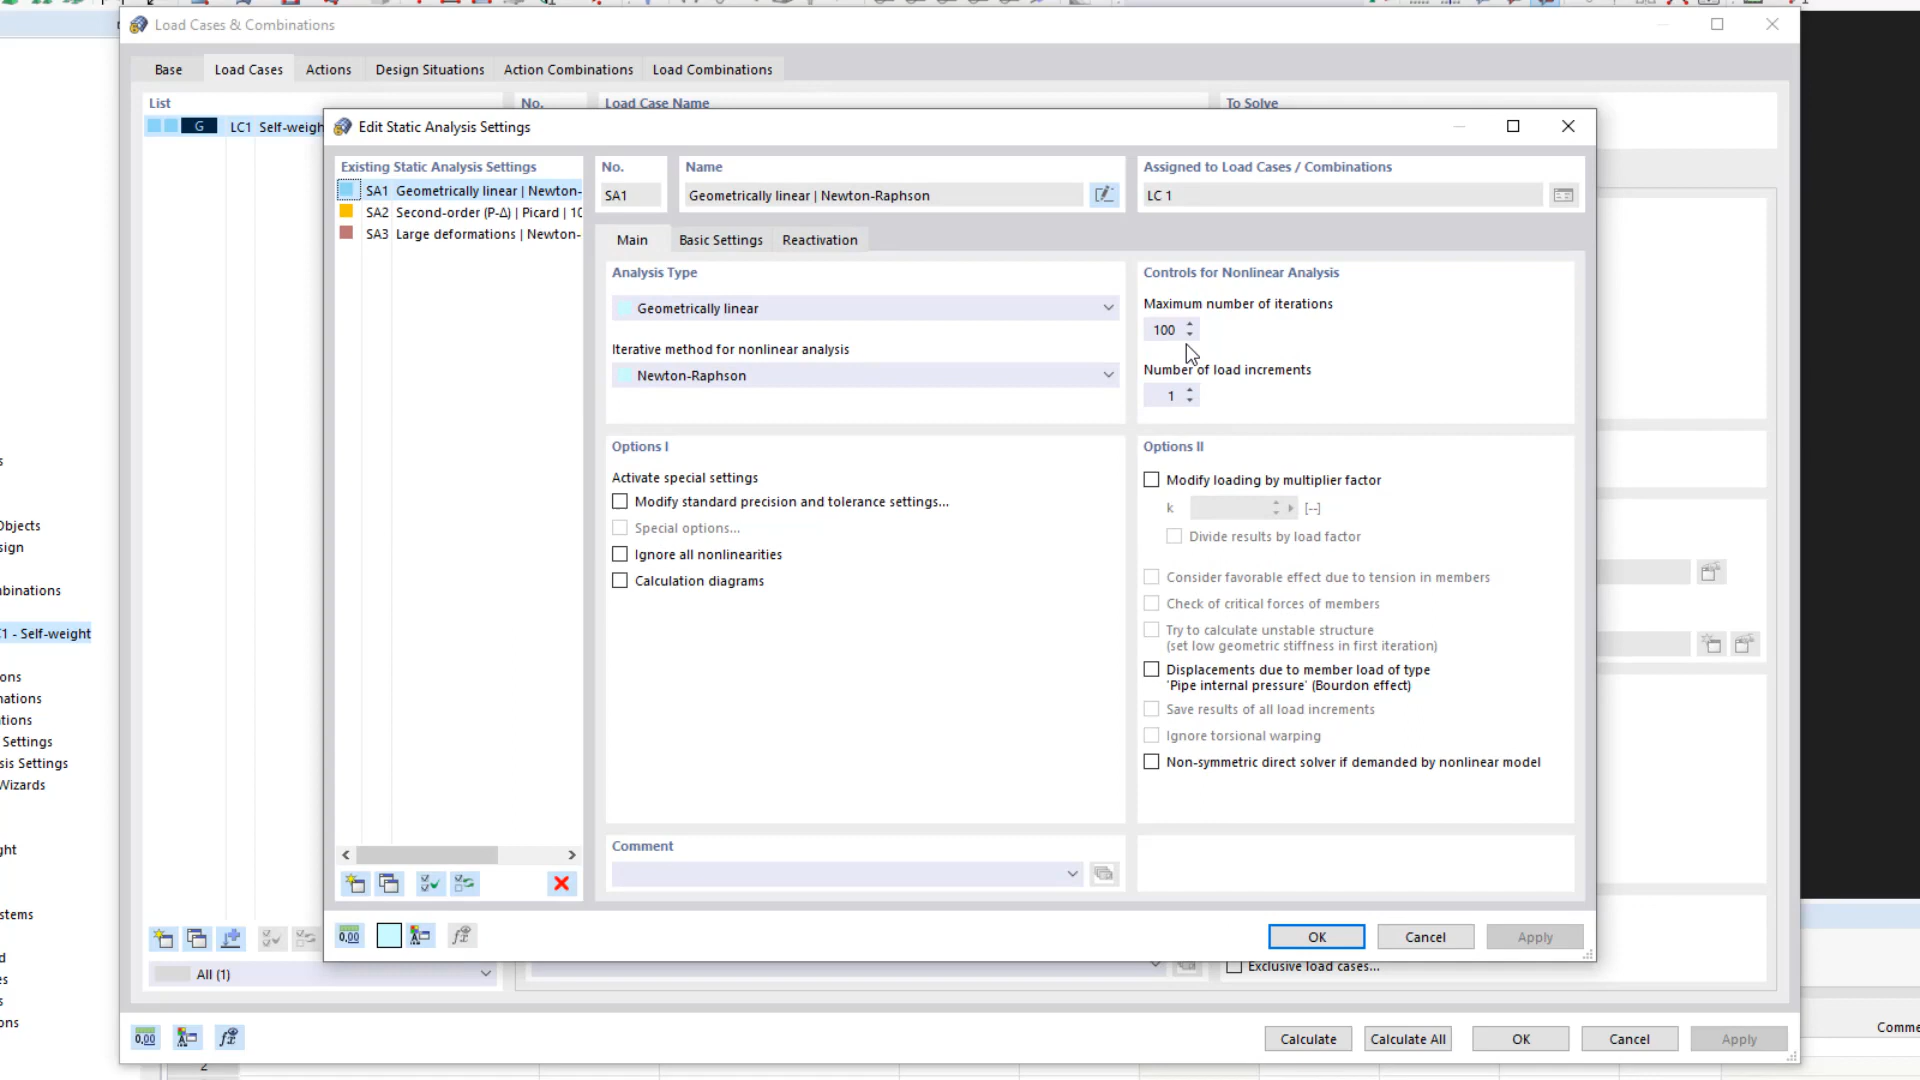 Load Cases & Combinations
Base
Load Cases
Actions
Design Situations
Action Combinations
Load Combinations
List
No.
Load Case Name
To Solve
G
LC1 Self-weigh
Edit Static Analysis Settings
Existing Static Analysis Settings
SA1 Geometrically linear | Newton-
SA2 Second-order (P-Δ) | Picard | 10
SA3 Large deformations | Newton-
No.
SA1
Name
Geometrically linear | Newton-Raphson
Assigned to Load Cases / Combinations
LC 1
Main
Basic Settings
Reactivation
Analysis Type
Geometrically linear
Iterative method for nonlinear analysis
Newton-Raphson
Controls for Nonlinear Analysis
Maximum number of iterations
100
Number of load increments
1
Options I
Activate special settings
Modify standard precision and tolerance settings...
Special options...
Ignore all nonlinearities
Calculation diagrams
Options II
Modify loading by multiplier factor
k
[--]
Divide results by load factor
Consider favorable effect due to tension in members
Check of critical forces of members
Try to calculate unstable structure
(set low geometric stiffness in first iteration)
Displacements due to member load of type
'Pipe internal pressure' (Bourdon effect)
Save results of all load increments
Ignore torsional warping
Non-symmetric direct solver if demanded by nonlinear model
Comment
0,00
OK
Cancel
Apply
All (1)
Exclusive load cases...
0,00
Calculate
Calculate All
OK
Cancel
Apply
s
Objects
sign
binations
C1 - Self-weight
ons
nations
tions
Settings
sis Settings
Wizards
ght
stems
d
es
s
ons
Comme
2